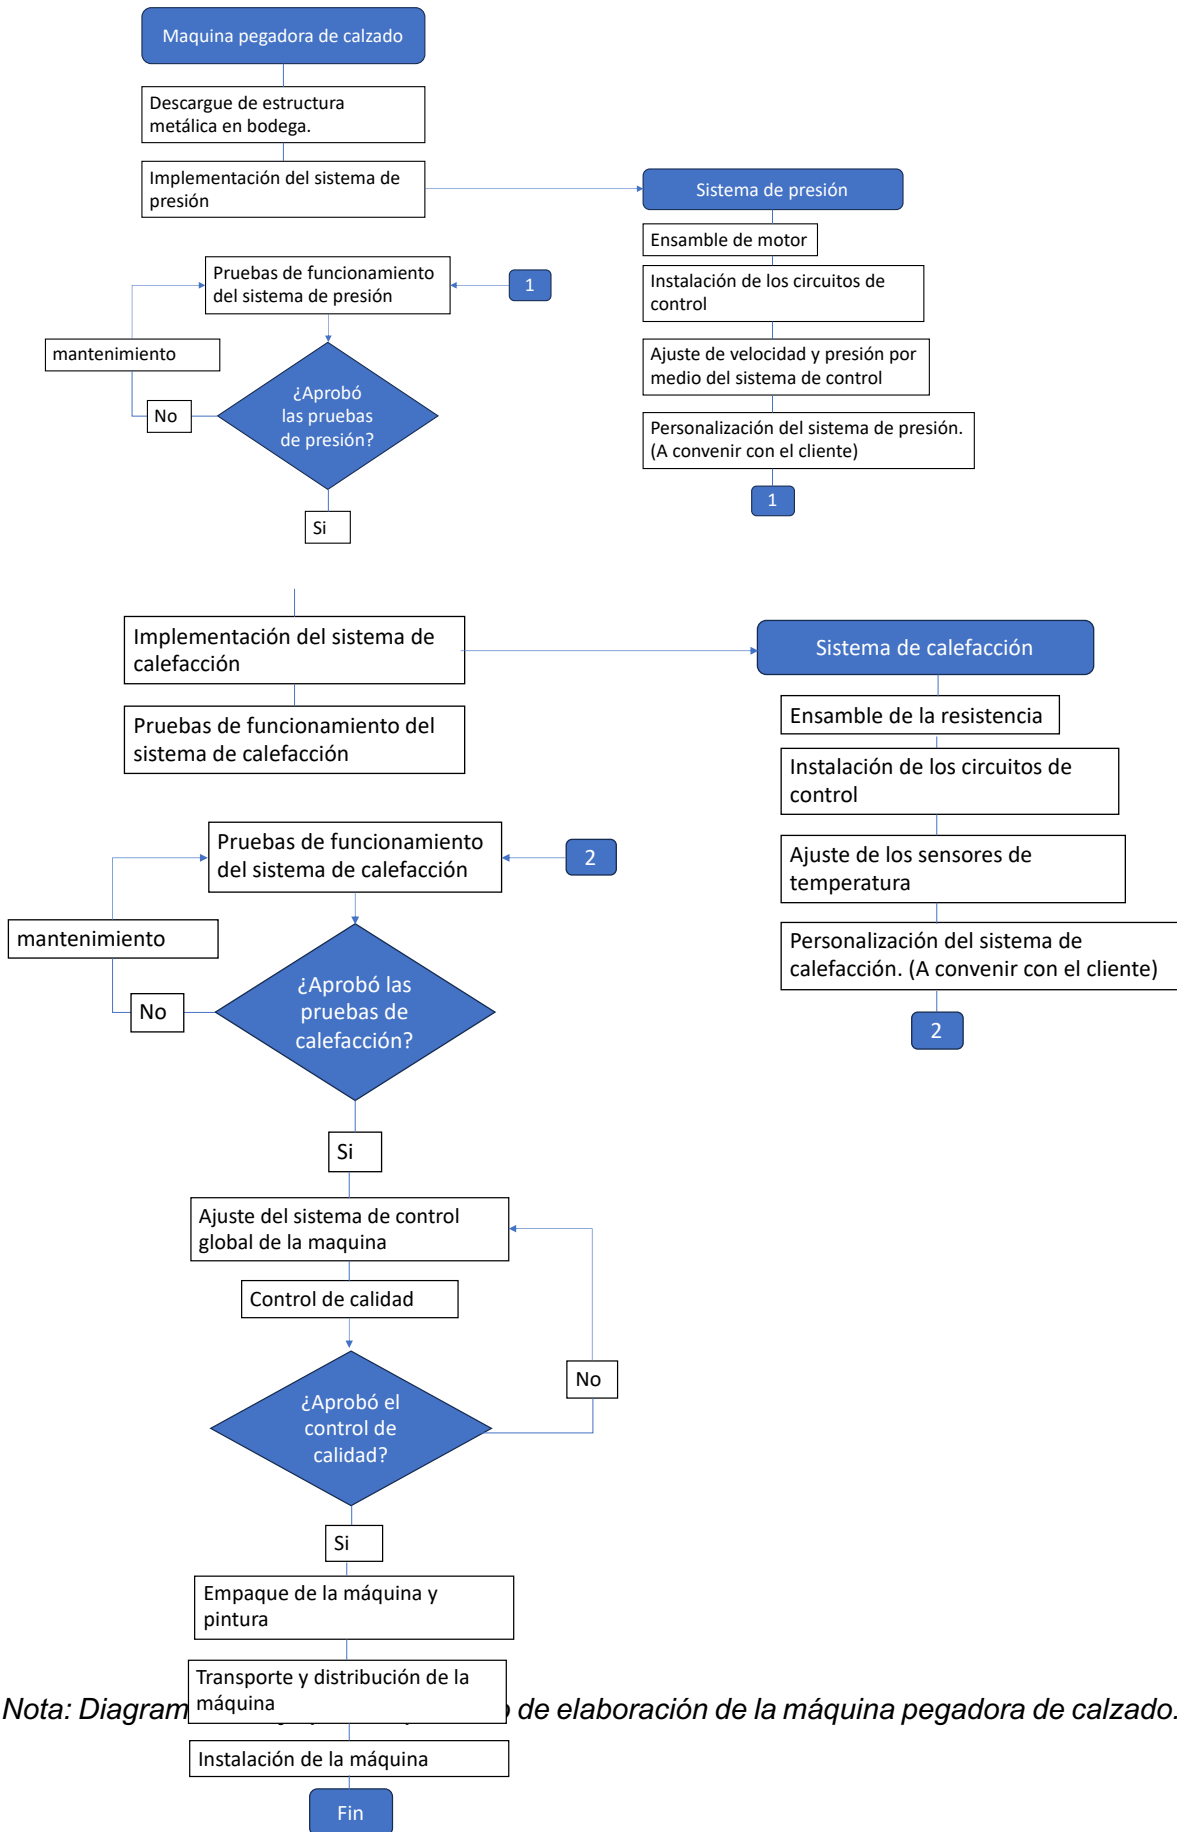 Maquina pegadora de calzado
Descargue de estructura
metálica en bodega.
Implementación del sistema de
presión
Sistema de presión
Ensamble de motor
Instalación de los circuitos de
control
Ajuste de velocidad y presión por
medio del sistema de control
Personalización del sistema de presión.
(A convenir con el cliente)
1
Pruebas de funcionamiento
del sistema de presión
1
mantenimiento
No
¿Aprobó
las pruebas
de presión?
Si
Implementación del sistema de
calefacción
Pruebas de funcionamiento del
sistema de calefacción
Sistema de calefacción
Ensamble de la resistencia
Instalación de los circuitos de
control
Ajuste de los sensores de
temperatura
Personalización del sistema de
calefacción. (A convenir con el cliente)
2
Pruebas de funcionamiento
del sistema de calefacción
2
mantenimiento
No
¿Aprobó las
pruebas de
calefacción?
Si
Ajuste del sistema de control
global de la maquina
Control de calidad
¿Aprobó el
control de
calidad?
No
Si
Empaque de la máquina y
pintura
Transporte y distribución de la
máquina
Nota: de elaboración de la máquina pegadora de calzado.
Instalación de la máquina
Fin